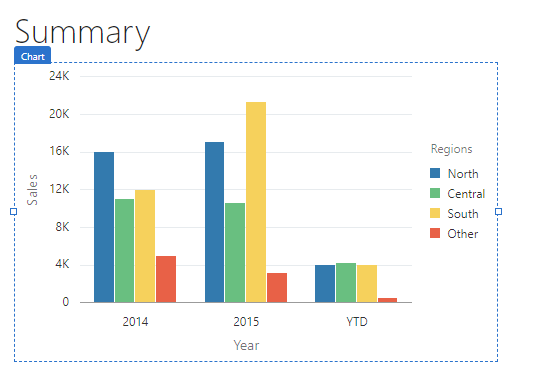 Summary
Chart
24K
20K
16K
12K
8K
4K
0
Sales
2014
2015
YTD
Year
Regions
North
Central
South
Other